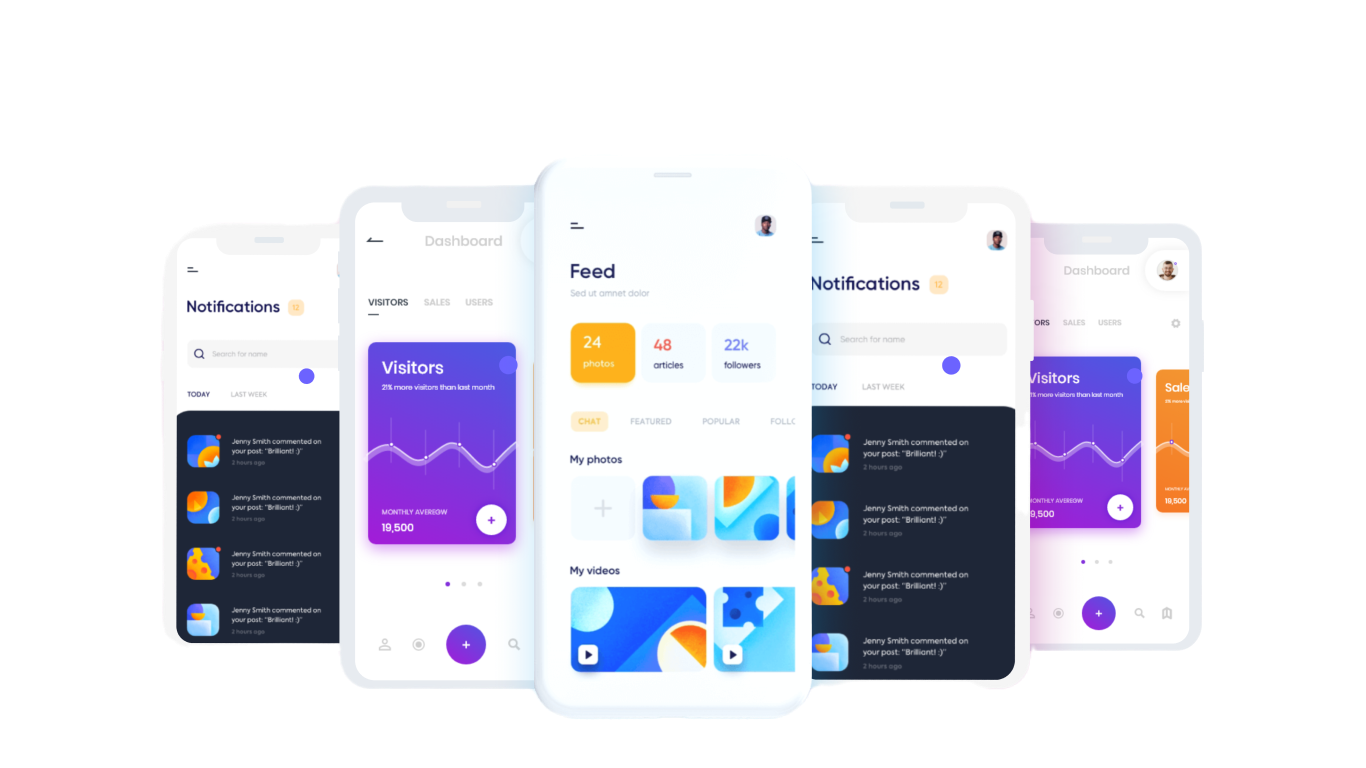 Notifications
12
Search for name
TODAY
LAST WEEK
Jenny Smith commented on
your post: "Brilliant! :)"
2 hours ago
Jenny Smith commented on
your post: "Brilliant! :)"
2 hours ago
Jenny Smith commented on
your post: "Brilliant! :)"
2 hours ago
Jenny Smith commented on
your post: "Brilliant! :)"
2 hours ago
Dashboard
VISITORS SALES USERS
Visitors
21% more visitors than last month
MONTHLY AVEREGW
19,500
Feed
Sed ut amnet dolor
24
photos
48
articles
22k
followers
CHAT FEATURED POPULAR FOLLC
My photos
My videos
Notifications
12
Search for name
TODAY
LAST WEEK
Jenny Smith commented on
your post: "Brilliant! :)"
2 hours ago
Jenny Smith commented on
your post: "Brilliant! :)"
2 hours ago
Jenny Smith commented on
your post: "Brilliant! :)"
2 hours ago
Jenny Smith commented on
your post: "Brilliant! :)"
2 hours ago
Dashboard
TORS SALES USERS
Visitors
1% more visitors than last month
MONTHLY AVEREGW
9,500
Sale
19,500